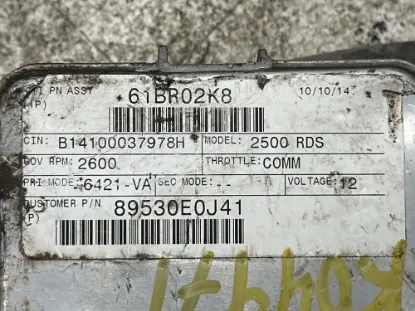 PN ASSY 61BR02K8 10/10/14
(P)
CIN: B14100037978H MODEL: 2500 RDS
GOV RPM: 2600 THROTTLE: COMM
PRI MODE: 6421-VA SEC MODE: -- VOLTAGE: 12
CUSTOMER P/N 89530E0J41
(P)